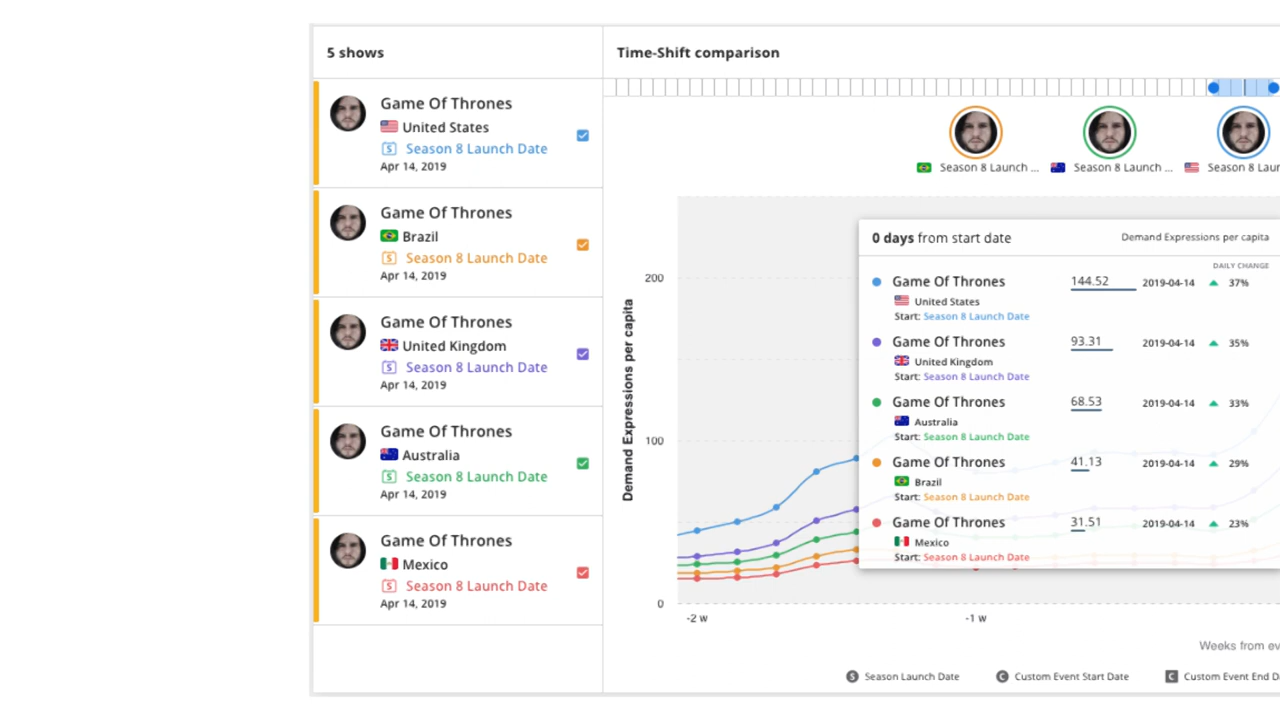 5 shows
Game Of Thrones
United States
Season 8 Launch Date
Apr 14, 2019
Game Of Thrones
Brazil
Season 8 Launch Date
Apr 14, 2019
Game Of Thrones
United Kingdom
Season 8 Launch Date
Apr 14, 2019
Game Of Thrones
Australia
Season 8 Launch Date
Apr 14, 2019
Game Of Thrones
Mexico
Season 8 Launch Date
Apr 14, 2019
Time-Shift comparison
Season 8 Launch ... Season 8 Launch ... Season 8 Laun
Demand Expressions per capita
200
100
0
-2 w -1 w
0 days from start date Demand Expressions per capita
DAILY CHANGE
Game Of Thrones 144.52 2019-04-14 37%
United States
Start: Season 8 Launch Date
Game Of Thrones 93.31 2019-04-14 35%
United Kingdom
Start: Season 8 Launch Date
Game Of Thrones 68.53 2019-04-14 33%
Australia
Start: Season 8 Launch Date
Game Of Thrones 41.13 2019-04-14 29%
Brazil
Start: Season 8 Launch Date
Game Of Thrones 31.51 2019-04-14 23%
Mexico
Start: Season 8 Launch Date
Weeks from ev
S Season Launch Date C Custom Event Start Date C Custom Event End Da